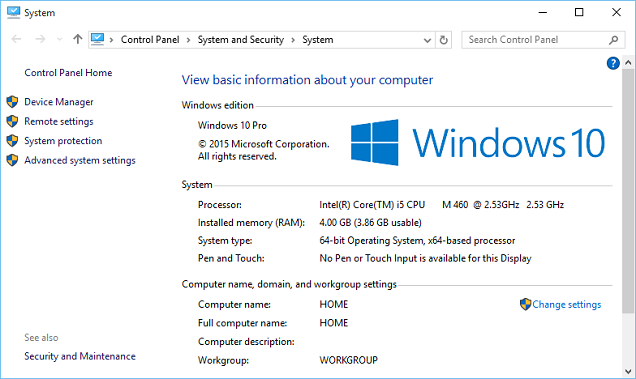 System
Control Panel > System and Security > System
Search Control Panel
Control Panel Home
Device Manager
Remote settings
System protection
Advanced system settings
See also
Security and Maintenance
View basic information about your computer
Windows edition
Windows 10 Pro
© 2015 Microsoft Corporation.
All rights reserved.
Windows 10
System
Processor: Intel(R) Core(TM) i5 CPU M 460 @ 2.53GHz 2.53 GHz
Installed memory (RAM): 4.00 GB (3.86 GB usable)
System type: 64-bit Operating System, x64-based processor
Pen and Touch: No Pen or Touch Input is available for this Display
Computer name, domain, and workgroup settings
Computer name: HOME
Change settings
Full computer name: HOME
Computer description:
Workgroup: WORKGROUP